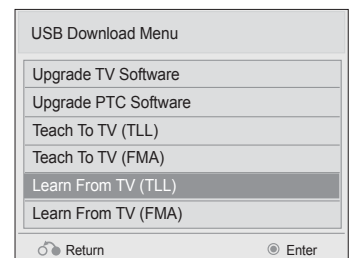 USB Download Menu
Upgrade TV Software
Upgrade PTC Software
Teach To TV (TLL)
Teach To TV (FMA)
Learn From TV (TLL)
Learn From TV (FMA)
Return Enter